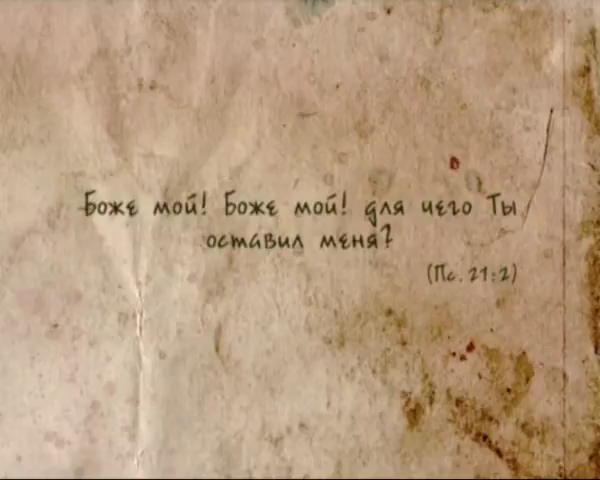 Боже мой! Боже мой! для чего Ты
оставил меня?
(Пс. 21:2)